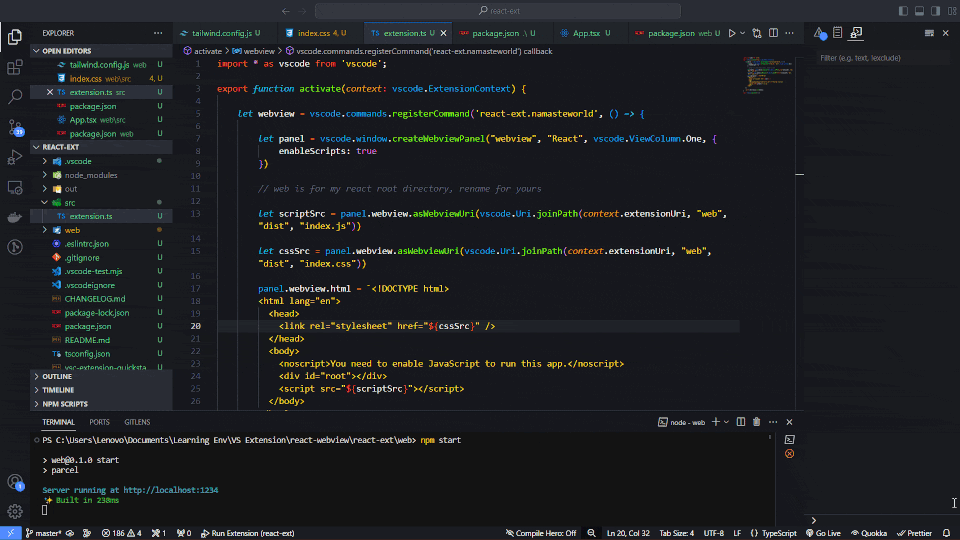 react-ext
EXPLORER
OPEN EDITORS
tailwind.config.js web U
index.css web\src 4, U
TS extension.ts src U
package.json U
App.tsx web\src U
package.json web U
REACT-EXT
.vscode
node_modules
out
src
TS extension.ts U
web
.eslintrc.json U
.gitignore U
.vscode-test.mjs U
.vscodeignore U
CHANGELOG.md U
package-lock.json U
package.json U
README.md U
tsconfig.json U
vsc-extension-quicksta...
OUTLINE
TIMELINE
NPM SCRIPTS
tailwind.config.js U
index.css 4, U
TS extension.ts U
package.json .\ U
App.tsx U
package.json web U
activate > webview > vscode.commands.registerCommand('react-ext.namasteworld') callback
1 import * as vscode from 'vscode';
2
3 export function activate(context: vscode.ExtensionContext) {
4
5 let webview = vscode.commands.registerCommand('react-ext.namasteworld', () => {
6
7 let panel = vscode.window.createWebviewPanel("webview", "React", vscode.ViewColumn.One, {
8 enableScripts: true
9 })
10
11 // web is for my react root directory, rename for yours
12
13 let scriptSrc = panel.webview.asWebviewUri(vscode.Uri.joinPath(context.extensionUri, "web",
"dist", "index.js"))
14
15 let cssSrc = panel.webview.asWebviewUri(vscode.Uri.joinPath(context.extensionUri, "web",
"dist", "index.css"))
16
17 panel.webview.html = `<!DOCTYPE html>
18 <html lang="en">
19 <head>
20 <link rel="stylesheet" href="${cssSrc}" />
21 </head>
22 <body>
23 <noscript>You need to enable JavaScript to run this app.</noscript>
24 <div id="root"></div>
25 <script src="${scriptSrc}"></script>
26 </body>
Filter (e.g. text, !exclude)
TERMINAL PORTS GITLENS
node - web
PS C:\Users\Lenovo\Documents\Learning Env\VS Extension\react-webview\react-ext\web> npm start
> web@0.1.0 start
> parcel
Server running at http://localhost:1234
✨ Built in 230ms
39
1
master* 186 4 1 0 Run Extension (react-ext) Compile Hero: Off Ln 20, Col 32 Tab Size: 4 UTF-8 LF {} TypeScript Go Live Quokka Prettier